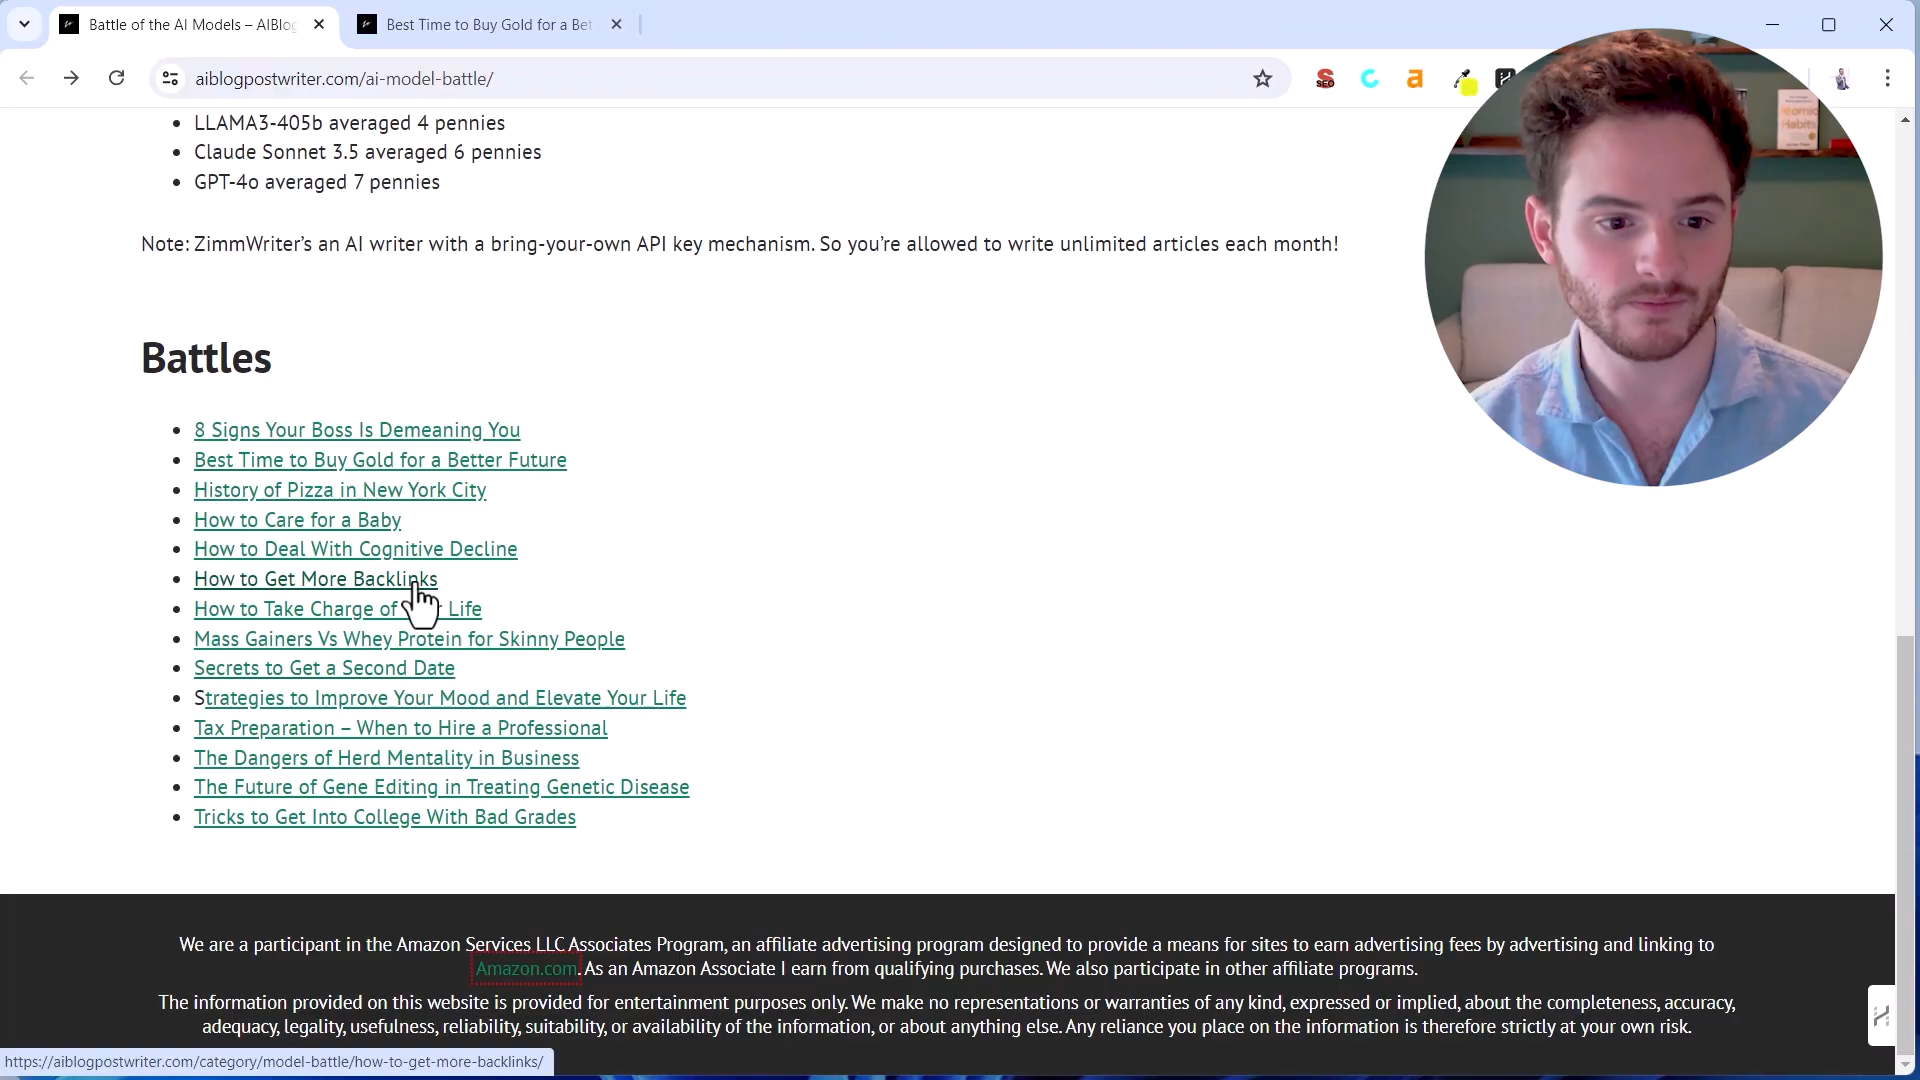 Battle of the AI Models – AIBlog
Best Time to Buy Gold for a Bet
aiblogpostwriter.com/ai-model-battle/
SEO
a
Atomic
Habits
LLAMA3-405b averaged 4 pennies
Claude Sonnet 3.5 averaged 6 pennies
GPT-4o averaged 7 pennies
Note: ZimmWriter’s an AI writer with a bring-your-own API key mechanism. So you’re allowed to write unlimited articles each month!
Battles
8 Signs Your Boss Is Demeaning You
Best Time to Buy Gold for a Better Future
History of Pizza in New York City
How to Care for a Baby
How to Deal With Cognitive Decline
How to Get More Backlinks
How to Take Charge of Life
Mass Gainers Vs Whey Protein for Skinny People
Secrets to Get a Second Date
Strategies to Improve Your Mood and Elevate Your Life
Tax Preparation – When to Hire a Professional
The Dangers of Herd Mentality in Business
The Future of Gene Editing in Treating Genetic Disease
Tricks to Get Into College With Bad Grades
We are a participant in the Amazon Services LLC Associates Program, an affiliate advertising program designed to provide a means for sites to earn advertising fees by advertising and linking to
Amazon.com. As an Amazon Associate I earn from qualifying purchases. We also participate in other affiliate programs.
The information provided on this website is provided for entertainment purposes only. We make no representations or warranties of any kind, expressed or implied, about the completeness, accuracy,
adequacy, legality, usefulness, reliability, suitability, or availability of the information, or about anything else. Any reliance you place on the information is therefore strictly at your own risk.
https://aiblogpostwriter.com/category/model-battle/how-to-get-more-backlinks/